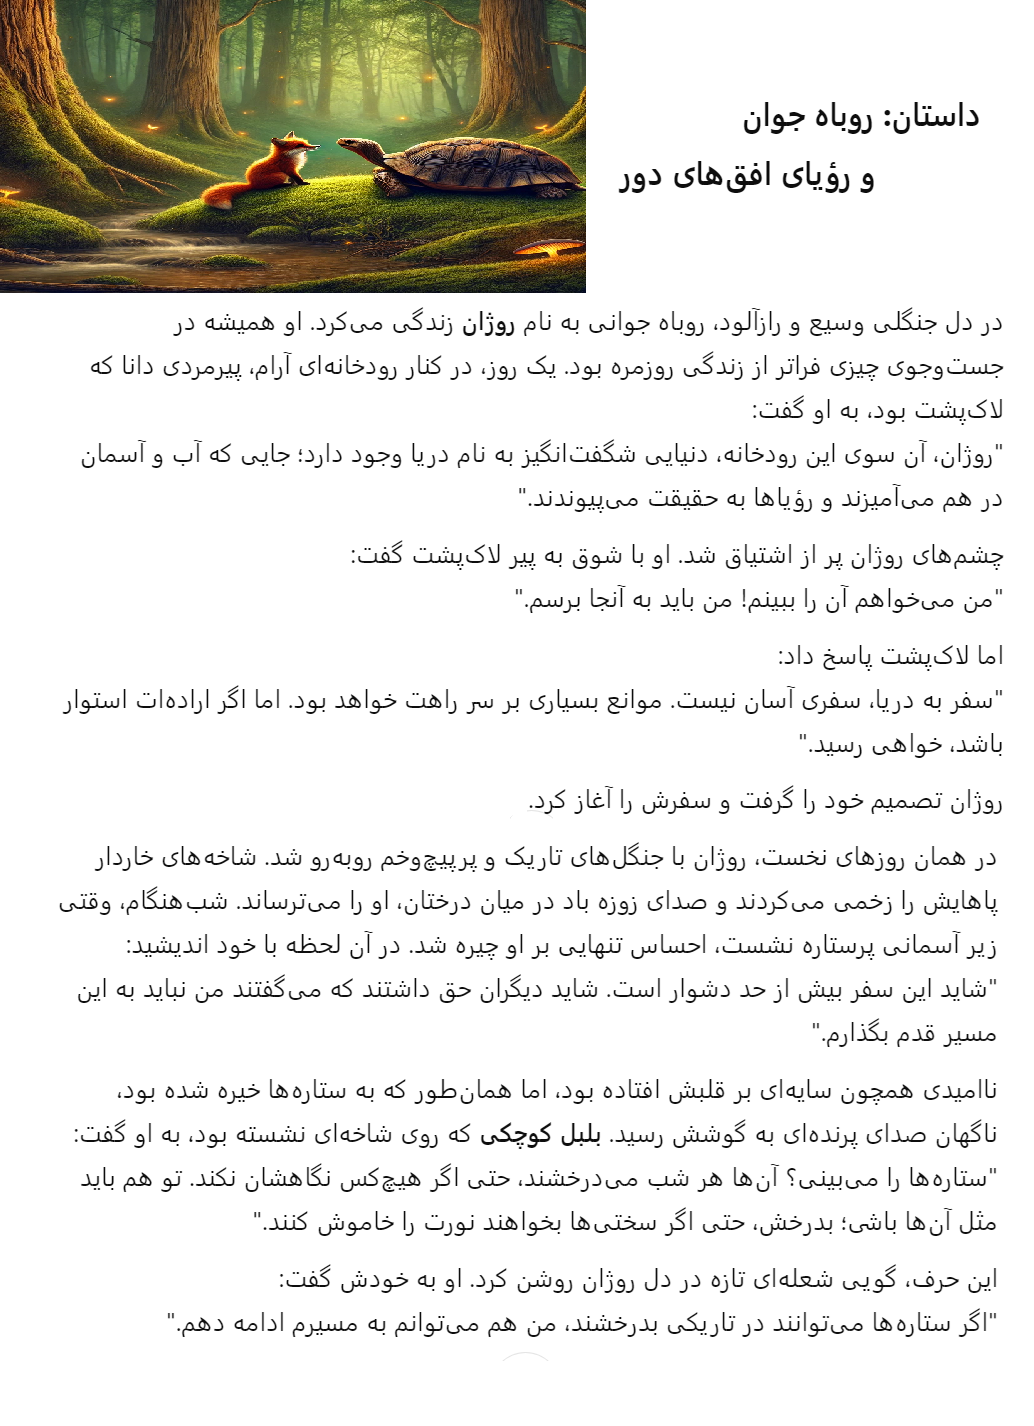 داستان: روباه جوان
و رؤیای افق‌های دور
در دل جنگلی وسیع و رازآلود، روباه جوانی به نام روژان زندگی می‌کرد. او همیشه در
جست‌وجوی چیزی فراتر از زندگی روزمره بود. یک روز، در کنار رودخانه‌ای آرام، پیرمردی دانا که
لاک‌پشت بود، به او گفت:
"روژان، آن سوی این رودخانه، دنیایی شگفت‌انگیز به نام دریا وجود دارد؛ جایی که آب و آسمان
در هم می‌آمیزند و رؤیاها به حقیقت می‌پیوندند."
چشم‌های روژان پر از اشتیاق شد. او با شوق به پیر لاک‌پشت گفت:
"من می‌خواهم آن را ببینم! من باید به آنجا برسم."
اما لاک‌پشت پاسخ داد:
"سفر به دریا، سفری آسان نیست. موانع بسیاری بر سر راهت خواهد بود. اما اگر اراده‌ات استوار
باشد، خواهی رسید."
روژان تصمیم خود را گرفت و سفرش را آغاز کرد.
در همان روزهای نخست، روژان با جنگل‌های تاریک و پرپیچ‌وخم روبه‌رو شد. شاخه‌های خاردار
پاهایش را زخمی می‌کردند و صدای زوزه باد در میان درختان، او را می‌ترساند. شب‌هنگام، وقتی
زیر آسمانی پرستاره نشست، احساس تنهایی بر او چیره شد. در آن لحظه با خود اندیشید:
"شاید این سفر بیش از حد دشوار است. شاید دیگران حق داشتند که می‌گفتند من نباید به این
مسیر قدم بگذارم."
ناامیدی همچون سایه‌ای بر قلبش افتاده بود، اما همان‌طور که به ستاره‌ها خیره شده بود،
ناگهان صدای پرنده‌ای به گوشش رسید. بلبل کوچکی که روی شاخه‌ای نشسته بود، به او گفت:
"ستاره‌ها را می‌بینی؟ آن‌ها هر شب می‌درخشند، حتی اگر هیچ‌کس نگاهشان نکند. تو هم باید
مثل آن‌ها باشی؛ بدرخش، حتی اگر سختی‌ها بخواهند نورت را خاموش کنند."
این حرف، گویی شعله‌ای تازه در دل روژان روشن کرد. او به خودش گفت:
"اگر ستاره‌ها می‌توانند در تاریکی بدرخشند، من هم می‌توانم به مسیرم ادامه دهم."